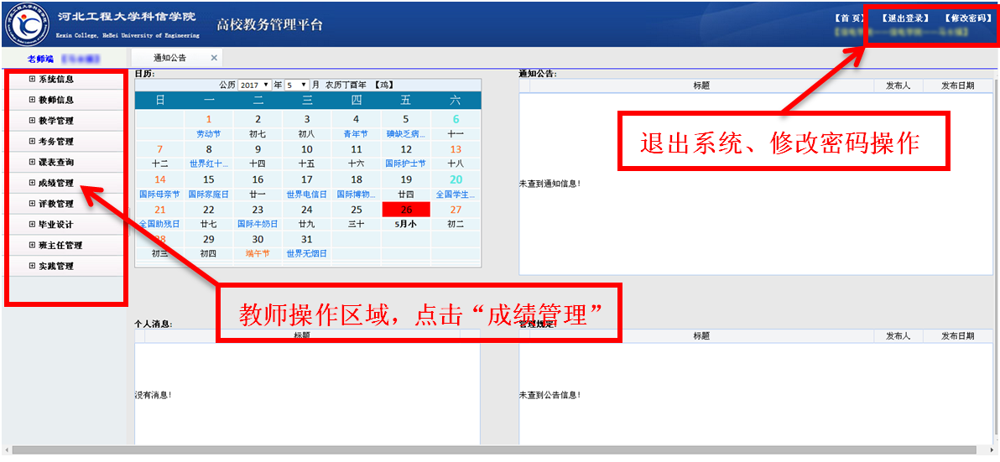 河北工程大学科信学院
Kexin College, HeBei University of Engineering
高校教务管理平台
【首 页】 【退出登录】 【修改密码】
老师端
通知公告 ×
系统信息
教师信息
教学管理
考务管理
课表查询
成绩管理
评教管理
毕业设计
班主任管理
实践管理
日历:
公历 2017 年 5 月 农历丁酉年 【鸡】
日 一 二 三 四 五 六
1 2 3 4 5 6
劳动节 初七 初八 青年节 碘缺乏病... 十一
7 8 9 10 11 12 13
十二 世界红十... 十四 十五 十六 国际护士节 十八
14 15 16 17 18 19 20
国际母亲节 国际家庭日 廿一 世界电信日 国际博物... 廿四 全国学生...
21 22 23 24 25 26 27
全国助残日 廿七 国际牛奶日 廿九 三十 5月小 初二
28 29 30 31
初三 初四 端午节 世界无烟日
通知公告:
标题 发布人 发布日期
退出系统、修改密码操作
未查到通知信息!
教师操作区域，点击“成绩管理”
个人消息:
标题
没有消息!
管理规定:
标题 发布人 发布日期
未查到公告信息!